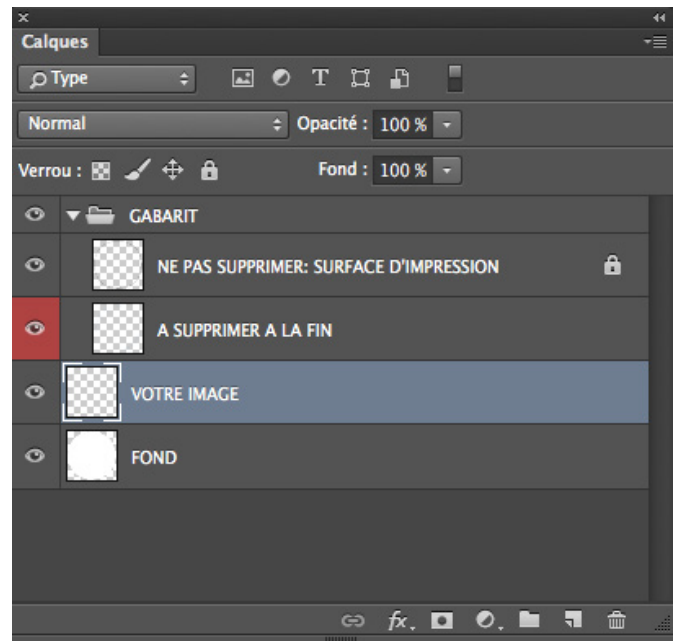 Calques
Type
Normal Opacité : 100 %
Verrou : Fond : 100 %
GABARIT
NE PAS SUPPRIMER: SURFACE D'IMPRESSION
A SUPPRIMER A LA FIN
VOTRE IMAGE
FOND
fx.